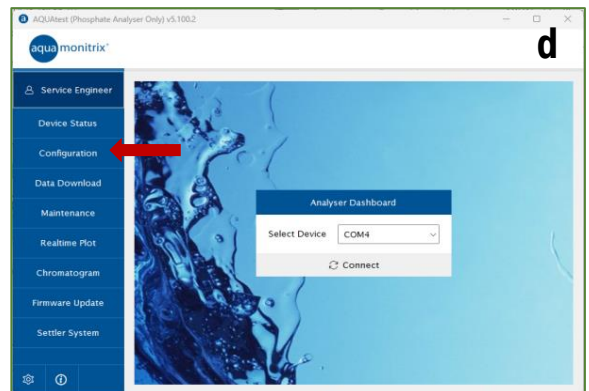 AQUAtest (Phosphate Analyser Only) v5.100.2
aqua monitrix
d
Service Engineer
Device Status
Configuration
Data Download
Maintenance
Realtime Plot
Chromatogram
Firmware Update
Settler System
Analyser Dashboard
Select Device COM4
Connect